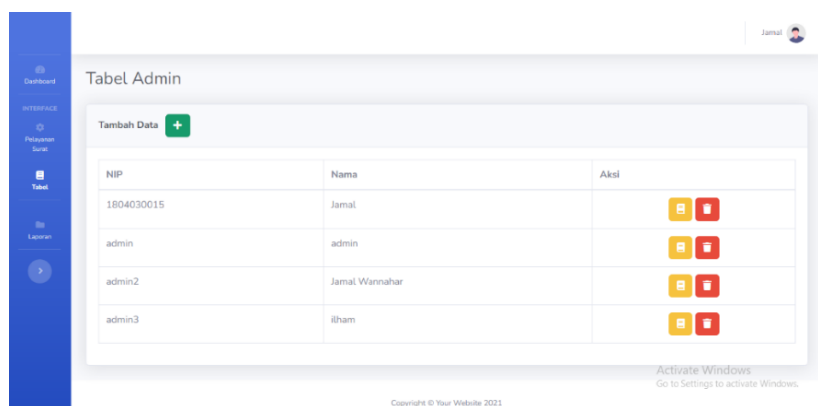 Jamal
Dashboard
INTERFACE
Pelayanan
Surat
Tabel
Laporan
Tabel Admin
Tambah Data
NIP Nama Aksi
1804030015 Jamal
admin admin
admin2 Jamal Wannahar
admin3 ilham
Activate Windows
Go to Settings to activate Windows.
Copyright © Your Website 2021